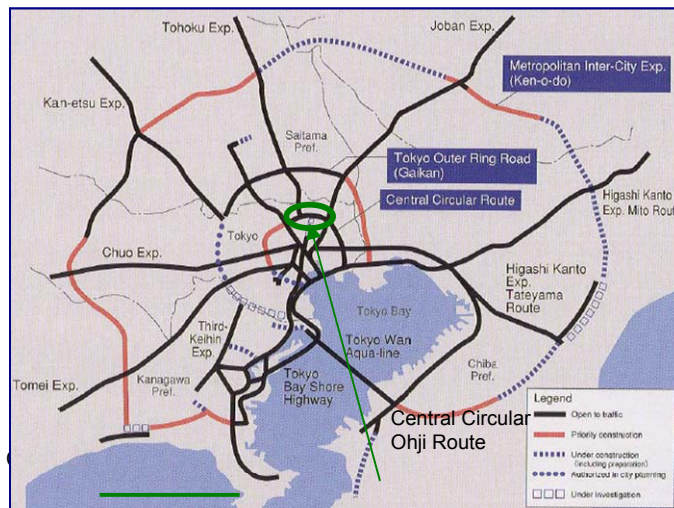 Tohoku Exp.
Joban Exp.
Metropolitan Inter-City Exp.
(Ken-o-do)
Kan-etsu Exp.
Saitama
Pref.
Tokyo Outer Ring Road
(Gaikan)
Central Circular Route
Higashi Kanto
Exp. Mito Rout
Tokyo
Chuo Exp.
Higashi Kanto
Exp.
Tateyama
Route
Tokyo Bay
Third-
Keihin
Exp.
Tokyo Wan
Aqua-line
Chiba
Pref.
Tomei Exp.
Kanagawa
Pref.
Tokyo
Bay Shore
Highway
Central Circular
Ohji Route
Legend
Open to traffic
Priority construction
Under construction
(including preparation)
Authorized in city planning
Under investigation